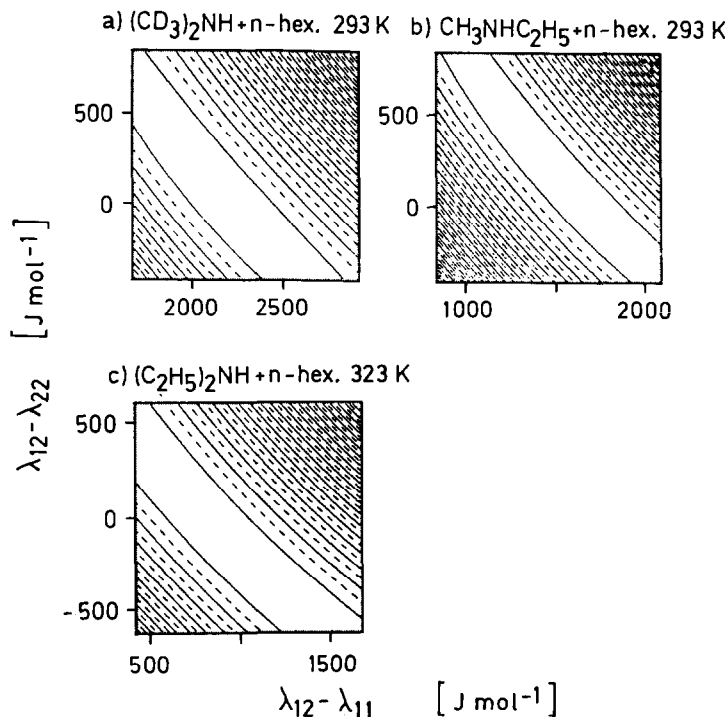 a) (CD₃)₂NH+n-hex. 293 K
b) CH₃NHC₂H₅+n-hex. 293 K
500
0
2000
2500
500
0
1000
2000
c) (C₂H₅)₂NH+n-hex. 323 K
500
0
-500
500
1500
λ₁₂-λ₂₂ [J mol⁻¹]
λ₁₂-λ₁₁ [J mol⁻¹]